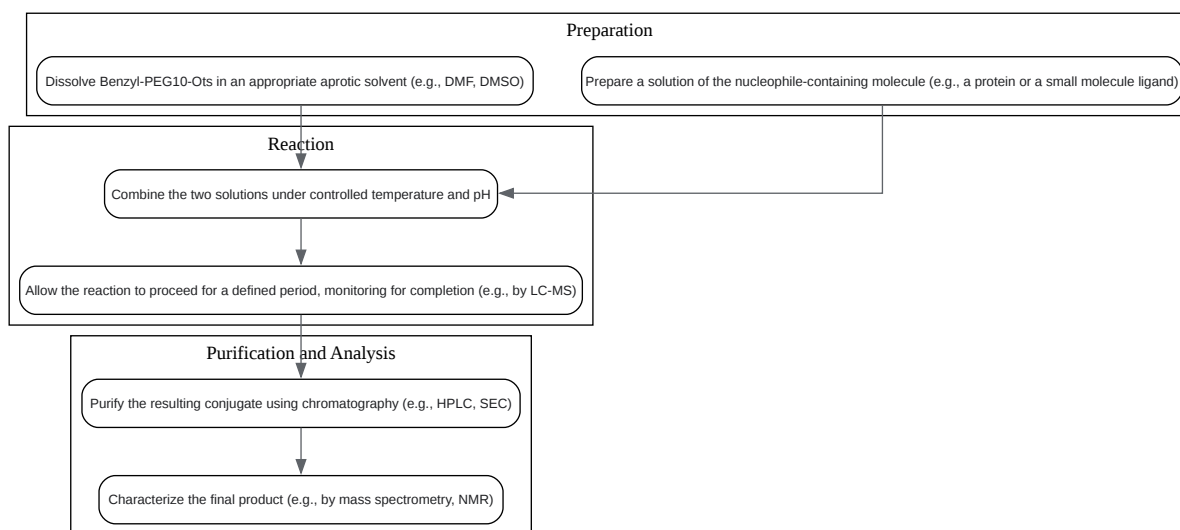 Preparation
Dissolve Benzyl-PEG10-Ots in an appropriate aprotic solvent (e.g., DMF, DMSO)
Prepare a solution of the nucleophile-containing molecule (e.g., a protein or a small molecule ligand)
Reaction
Combine the two solutions under controlled temperature and pH
Allow the reaction to proceed for a defined period, monitoring for completion (e.g., by LC-MS)
Purification and Analysis
Purify the resulting conjugate using chromatography (e.g., HPLC, SEC)
Characterize the final product (e.g., by mass spectrometry, NMR)